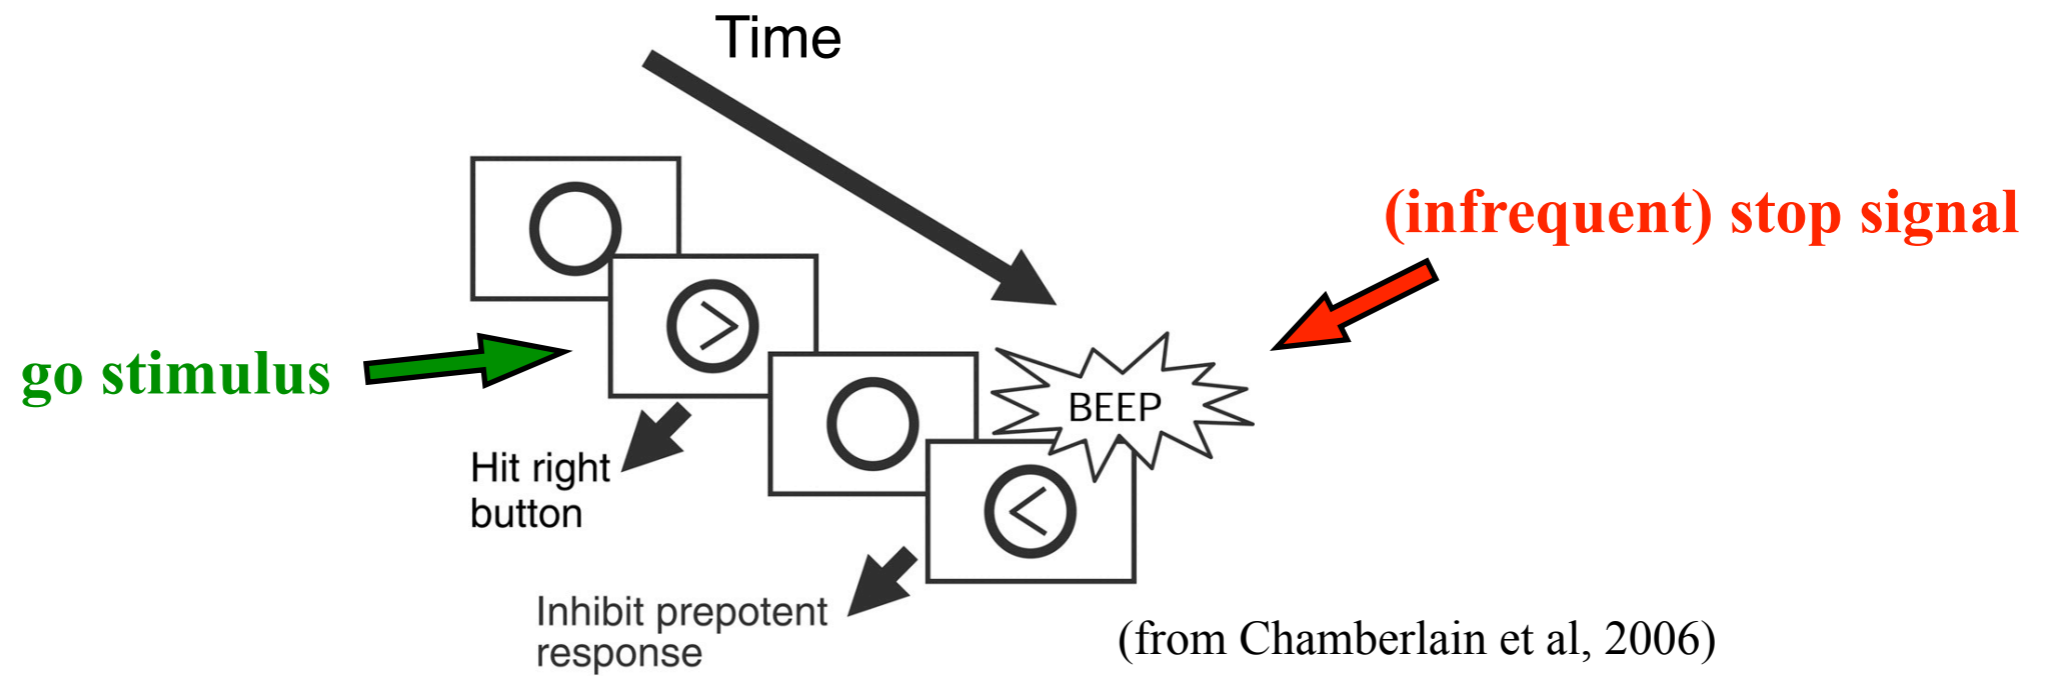 Time
(infrequent) stop signal
go stimulus
BEEP
Hit right
button
Inhibit prepotent
response
(from Chamberlain et al, 2006)